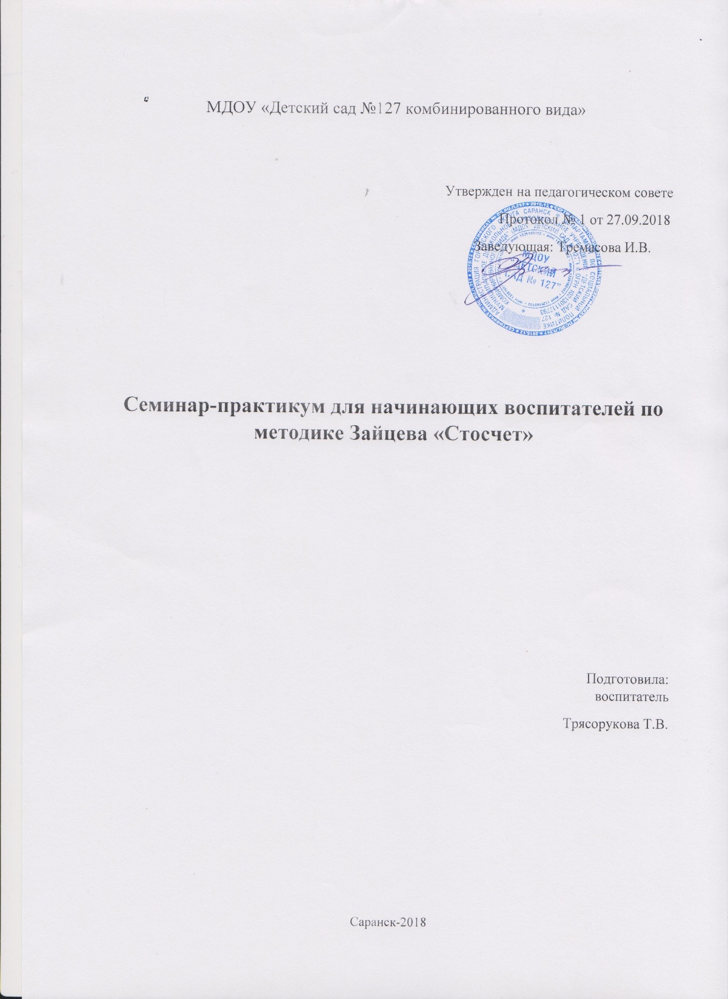 МДОУ «Детский сад №127 комбинированного вида»
Утвержден на педагогическом совете
Протокол № 1 от 27.09.2018
Заведующая: Тремасова И.В.
МДОУ
"ДЕТСКИЙ
САД № 127"
Семинар-практикум для начинающих воспитателей по
методике Зайцева «Стосчет»
Подготовила:
воспитатель
Трясорукова Т.В.
Саранск-2018